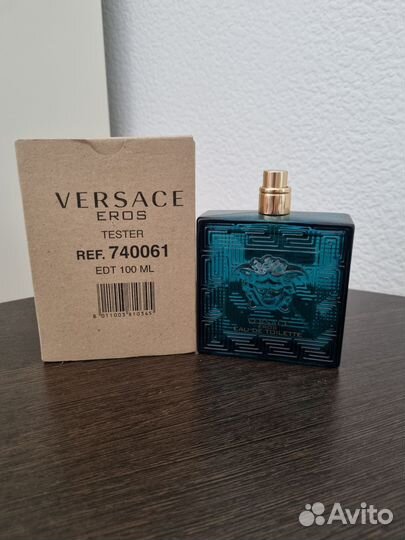 VERSACE
EROS
TESTER
REF. 740061
EDT 100 ML
8 011003 810345
EAU DE TOILETTE
Avito